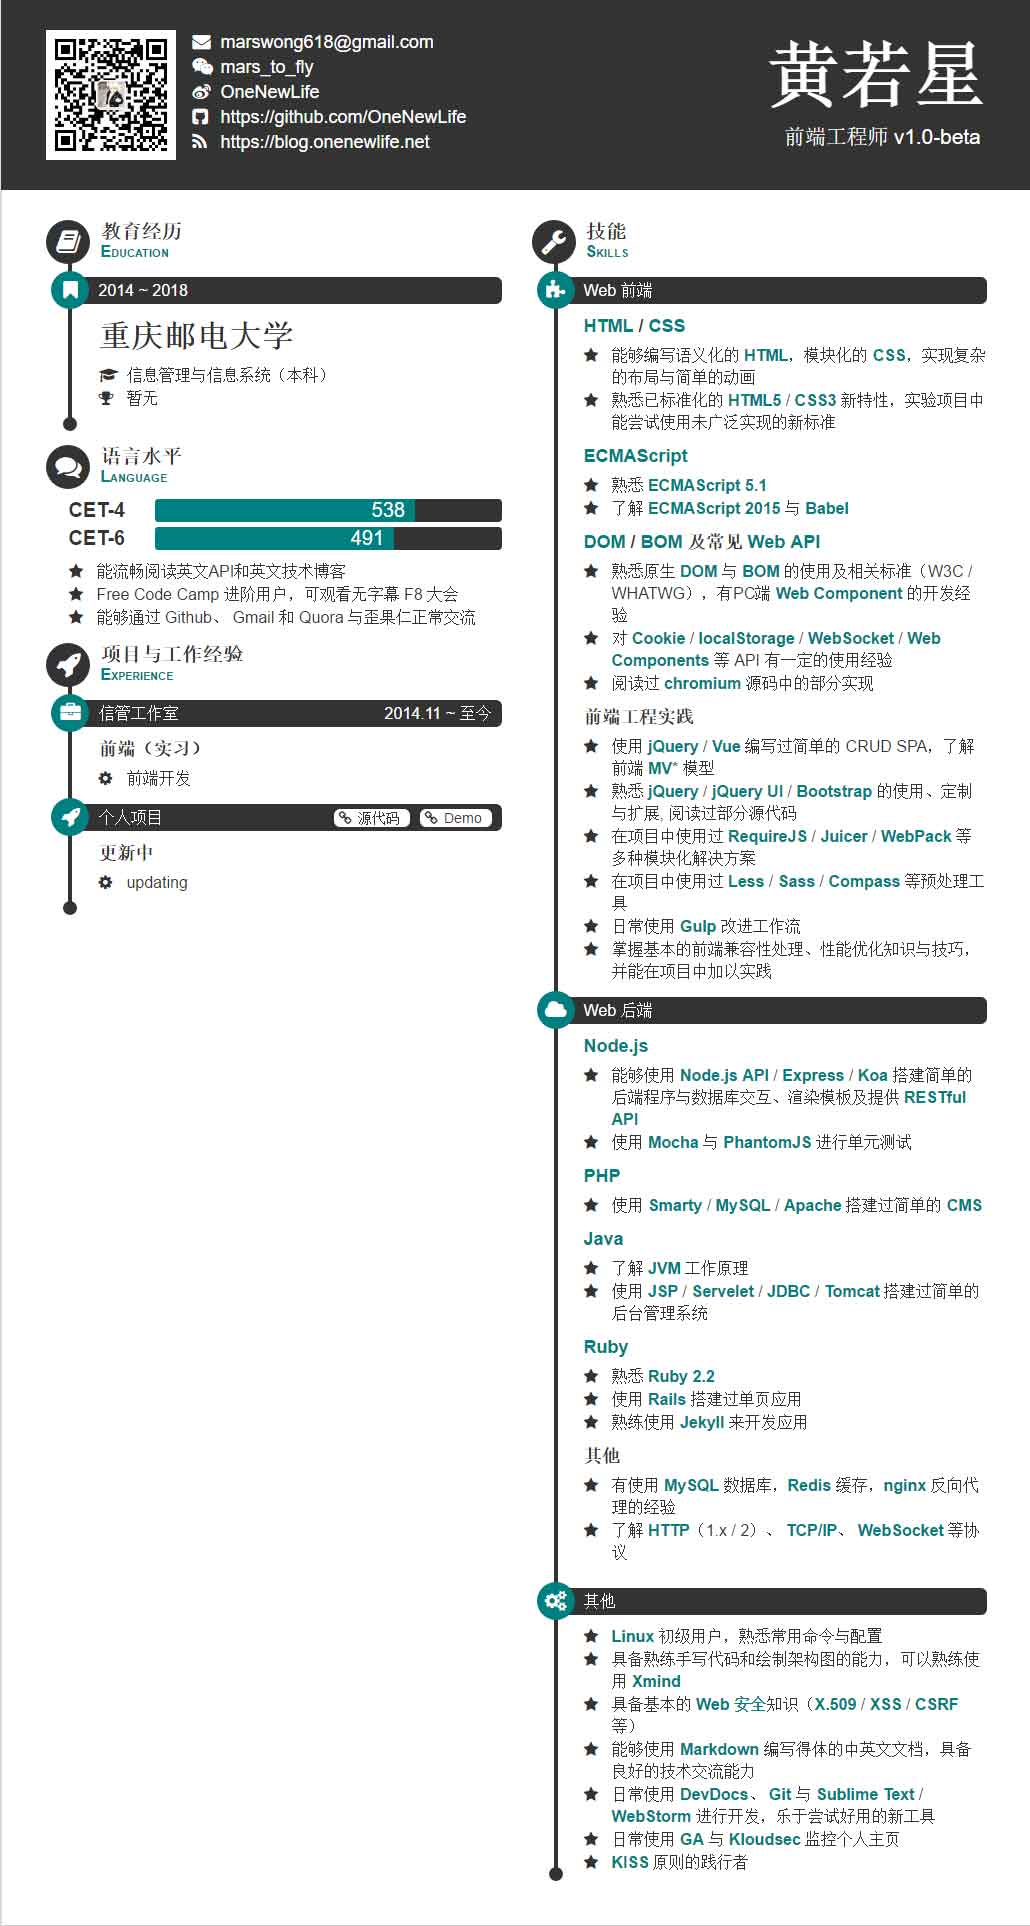 marswong618@gmail.com
mars_to_fly
OneNewLife
https://github.com/OneNewLife
https://blog.onenewlife.net
黄若星
前端工程师 v1.0-beta
教育经历
EDUCATION
2014 ~ 2018
重庆邮电大学
信息管理与信息系统（本科）
暂无
语言水平
LANGUAGE
CET-4 538
CET-6 491
能流畅阅读英文API和英文技术博客
Free Code Camp 进阶用户，可观看无字幕 F8 大会
能够通过 Github、 Gmail 和 Quora 与歪果仁正常交流
项目与工作经验
EXPERIENCE
信管工作室 2014.11 ~ 至今
前端（实习）
前端开发
个人项目 源代码 Demo
更新中
updating
技能
SKILLS
Web 前端
HTML / CSS
能够编写语义化的 HTML，模块化的 CSS，实现复杂
的布局与简单的动画
熟悉已标准化的 HTML5 / CSS3 新特性，实验项目中
能尝试使用未广泛实现的新标准
ECMAScript
熟悉 ECMAScript 5.1
了解 ECMAScript 2015 与 Babel
DOM / BOM 及常见 Web API
熟悉原生 DOM 与 BOM 的使用及相关标准（W3C /
WHATWG），有PC端 Web Component 的开发经
验
对 Cookie / localStorage / WebSocket / Web
Components 等 API 有一定的使用经验
阅读过 chromium 源码中的部分实现
前端工程实践
使用 jQuery / Vue 编写过简单的 CRUD SPA，了解
前端 MV* 模型
熟悉 jQuery / jQuery UI / Bootstrap 的使用、定制
与扩展, 阅读过部分源代码
在项目中使用过 RequireJS / Juicer / WebPack 等
多种模块化解决方案
在项目中使用过 Less / Sass / Compass 等预处理工
具
日常使用 Gulp 改进工作流
掌握基本的前端兼容性处理、性能优化知识与技巧，
并能在项目中加以实践
Web 后端
Node.js
能够使用 Node.js API / Express / Koa 搭建简单的
后端程序与数据库交互、渲染模板及提供 RESTful
API
使用 Mocha 与 PhantomJS 进行单元测试
PHP
使用 Smarty / MySQL / Apache 搭建过简单的 CMS
Java
了解 JVM 工作原理
使用 JSP / Servelet / JDBC / Tomcat 搭建过简单的
后台管理系统
Ruby
熟悉 Ruby 2.2
使用 Rails 搭建过单页应用
熟练使用 Jekyll 来开发应用
其他
有使用 MySQL 数据库，Redis 缓存，nginx 反向代
理的经验
了解 HTTP（1.x / 2）、 TCP/IP、 WebSocket 等协
议
其他
Linux 初级用户，熟悉常用命令与配置
具备熟练手写代码和绘制架构图的能力，可以熟练使
用 Xmind
具备基本的 Web 安全知识（X.509 / XSS / CSRF
等）
能够使用 Markdown 编写得体的中英文文档，具备
良好的技术交流能力
日常使用 DevDocs、 Git 与 Sublime Text /
WebStorm 进行开发，乐于尝试好用的新工具
日常使用 GA 与 Kloudsec 监控个人主页
KISS 原则的践行者